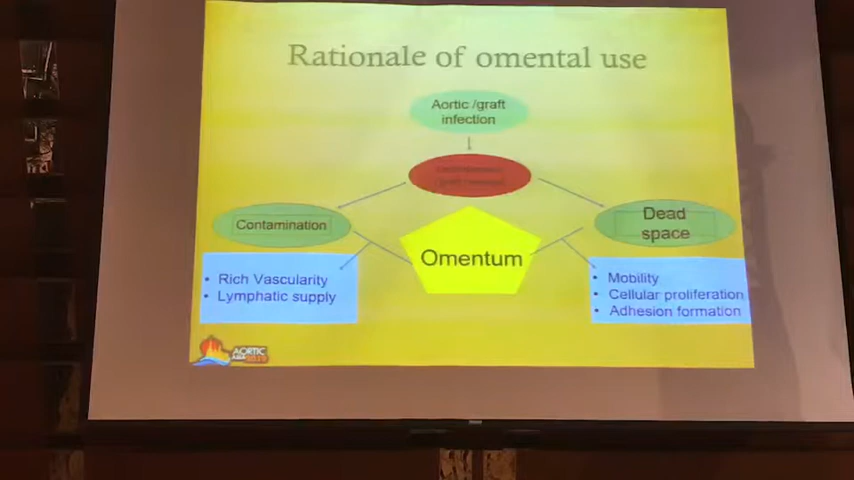 Rationale of omental use
Aortic /graft
infection
Contamination
Dead
space
Omentum
• Rich Vascularity
• Lymphatic supply
• Mobility
• Cellular proliferation
• Adhesion formation
AORTIC
ASIA